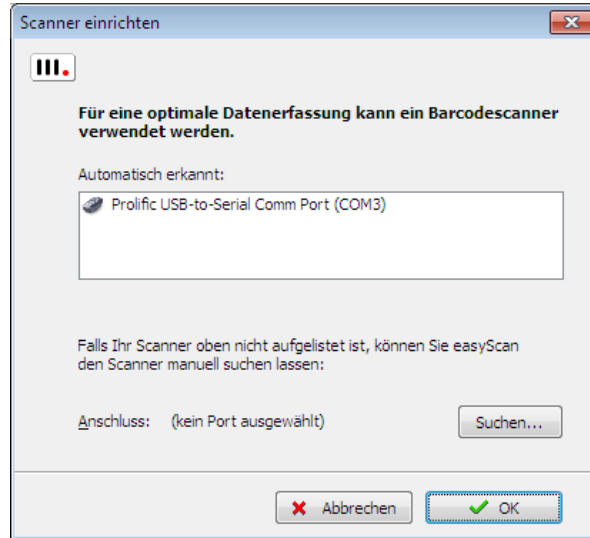 Scanner einrichten
Für eine optimale Datenerfassung kann ein Barcodescanner
verwendet werden.
Automatisch erkannt:
Prolific USB-to-Serial Comm Port (COM3)
Falls Ihr Scanner oben nicht aufgelistet ist, können Sie easyScan
den Scanner manuell suchen lassen:
Anschluss: (kein Port ausgewählt) Suchen...
Abbrechen OK